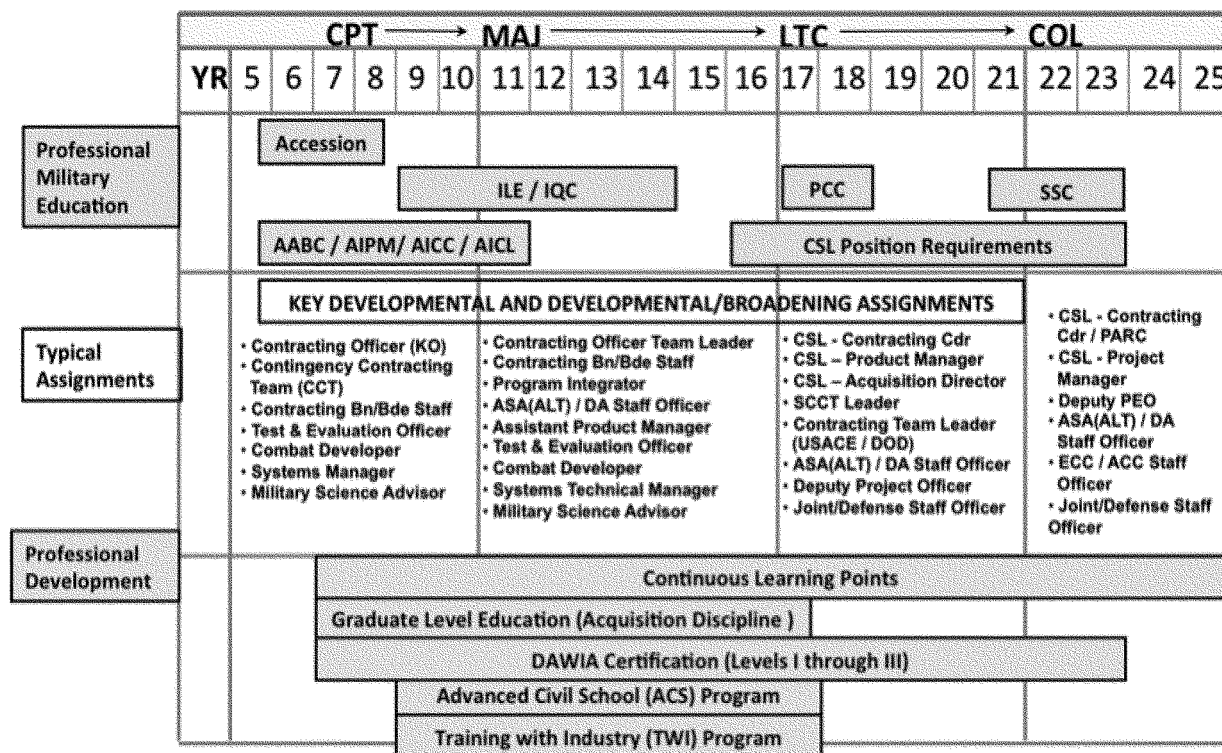 CPT MAJ LTC COL
YR 5 6 7 8 9 10 11 12 13 14 15 16 17 18 19 20 21 22 23 24 25
Professional
Military
Education
Accession
ILE / IQC
PCC
SSC
AABC / AIPM/ AICC / AICL
CSL Position Requirements
KEY DEVELOPMENTAL AND DEVELOPMENTAL/BROADENING ASSIGNMENTS
Typical
Assignments
• Contracting Officer (KO)
• Contingency Contracting
Team (CCT)
• Contracting Bn/Bde Staff
• Test & Evaluation Officer
• Combat Developer
• Systems Manager
• Military Science Advisor
• Contracting Officer Team Leader
• Contracting Bn/Bde Staff
• Program Integrator
• ASA(ALT) / DA Staff Officer
• Assistant Product Manager
• Test & Evaluation Officer
• Combat Developer
• Systems Technical Manager
• Military Science Advisor
• CSL - Contracting Cdr
• CSL – Product Manager
• CSL – Acquisition Director
• SCCT Leader
• Contracting Team Leader
(USACE / DOD)
• ASA(ALT) / DA Staff Officer
• Deputy Project Officer
• Joint/Defense Staff Officer
• CSL - Contracting
Cdr / PARC
• CSL - Project
Manager
• Deputy PEO
• ASA(ALT) / DA
Staff Officer
• ECC / ACC Staff
Officer
• Joint/Defense Staff
Officer
Professional
Development
Continuous Learning Points
Graduate Level Education (Acquisition Discipline )
DAWIA Certification (Levels I through III)
Advanced Civil School (ACS) Program
Training with Industry (TWI) Program